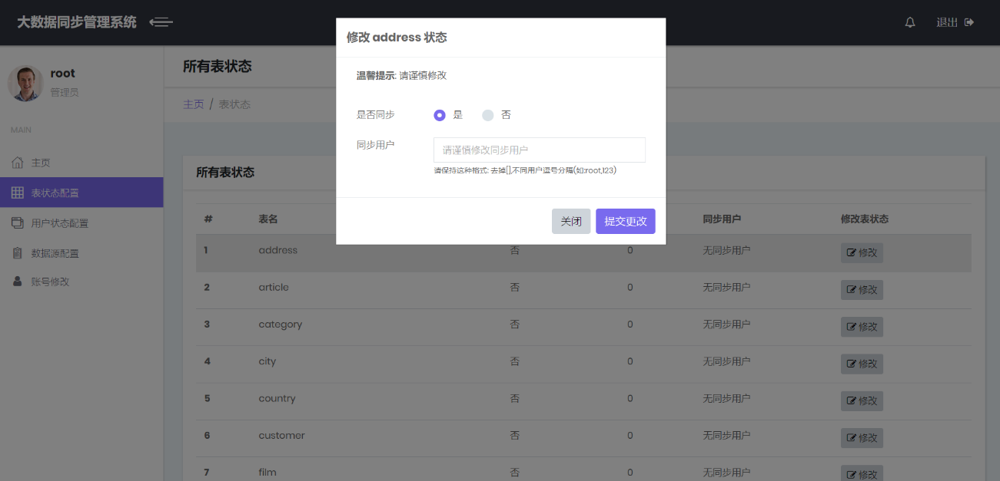 大数据同步管理系统
退出
root
管理员
MAIN
主页
表状态配置
用户状态配置
数据源配置
账号修改
所有表状态
主页 / 表状态
修改 address 状态
温馨提示: 请谨慎修改
是否同步 是 否
同步用户 请谨慎修改同步用户
请保持这种格式: 去掉[],不同用户逗号分隔(如:root,123)
关闭 提交更改
所有表状态
# 表名 同步用户 修改表状态
1 address 否 0 无同步用户 修改
2 article 否 0 无同步用户 修改
3 category 否 0 无同步用户 修改
4 city 否 0 无同步用户 修改
5 country 否 0 无同步用户 修改
6 customer 否 0 无同步用户 修改
7 film 否 0 无同步用户 修改